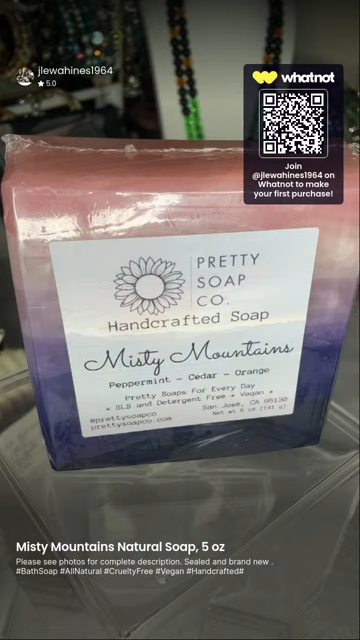 jlewahines1964
★ 5.0
whatnot
Join
@jlewahines1964 on
Whatnot to make
your first purchase!
PRETTY
SOAP
CO.
Handcrafted Soap
Misty Mountains
Peppermint - Cedar - Orange
Pretty Soaps For Every Day
* SLS and Detergent Free * Vegan *
@prettysoapco San Jose, CA 95130
prettysoapco.com Net wt 5 oz (141 g)
Misty Mountains Natural Soap, 5 oz
Please see photos for complete description. Sealed and brand new .
#BathSoap #AllNatural #CrueltyFree #Vegan #Handcrafted#